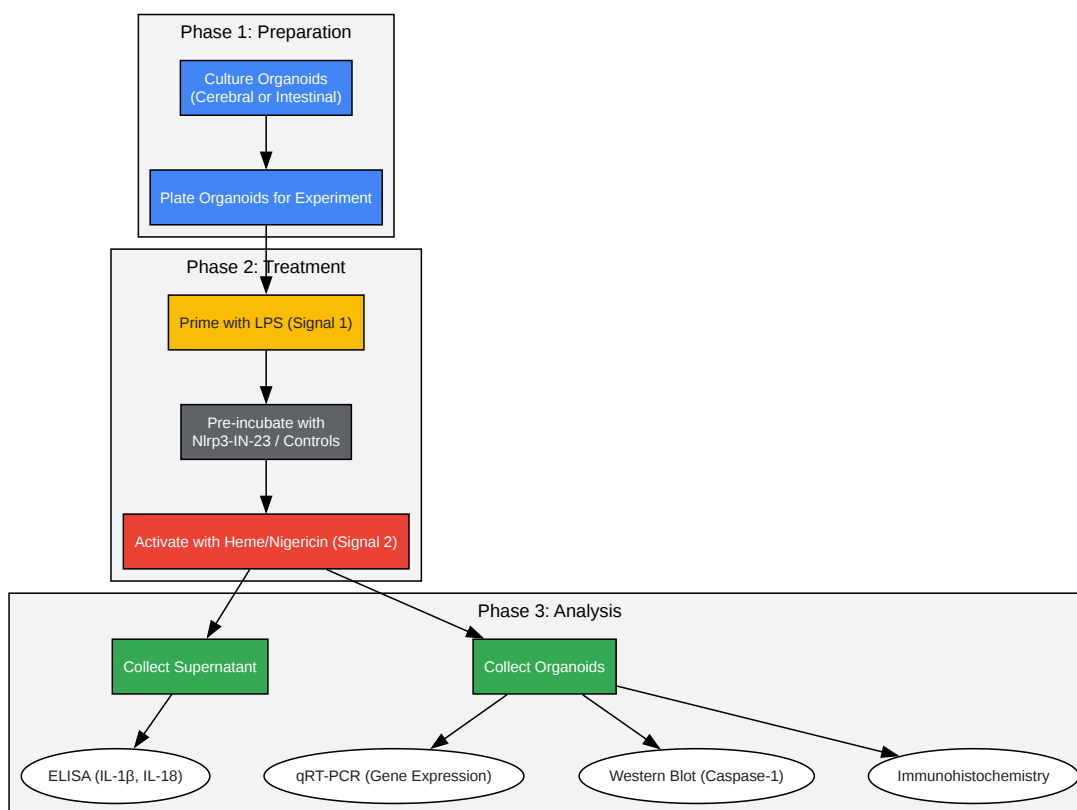 Phase 1: Preparation
Culture Organoids
(Cerebral or Intestinal)
Plate Organoids for Experiment
Phase 2: Treatment
Prime with LPS (Signal 1)
Pre-incubate with
Nlrp3-IN-23 / Controls
Activate with Heme/Nigericin (Signal 2)
Phase 3: Analysis
Collect Supernatant
Collect Organoids
ELISA (IL-1β, IL-18)
qRT-PCR (Gene Expression)
Western Blot (Caspase-1)
Immunohistochemistry